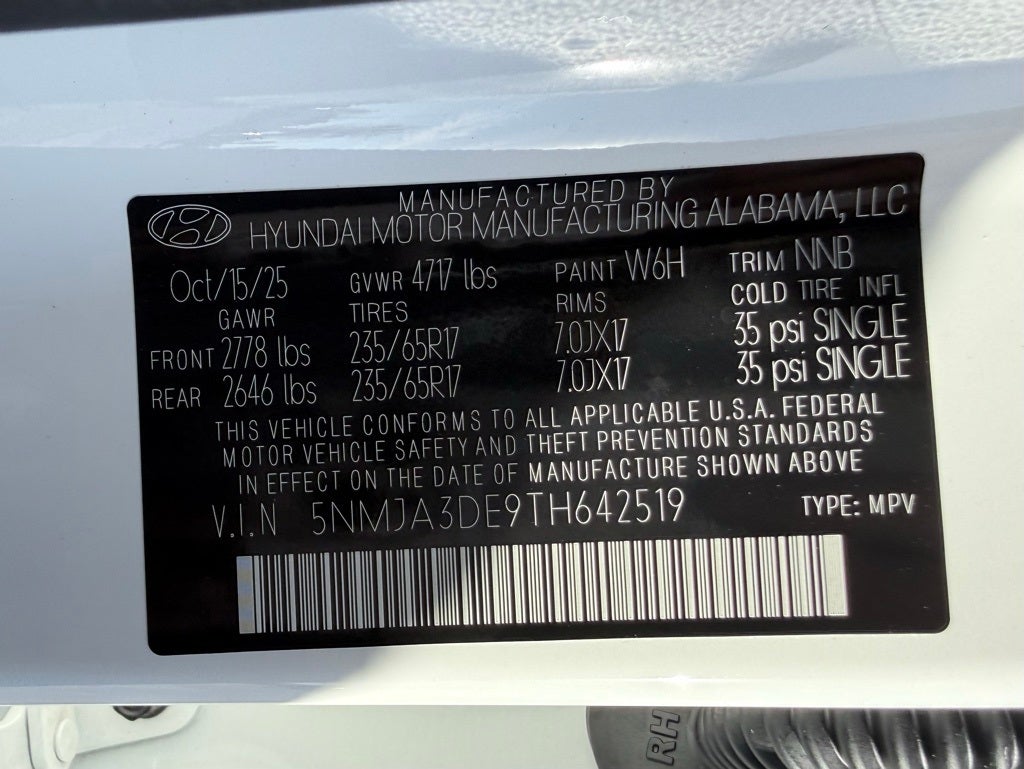 MANUFACTURED BY
HYUNDAI MOTOR MANUFACTURING ALABAMA, LLC
Oct/15/25 GVWR 4717 lbs PAINT W6H TRIM NNB
GAWR TIRES RIMS COLD TIRE INFL
FRONT 2778 lbs 235/65R17 7.0JX17 35 psi SINGLE
REAR 2646 lbs 235/65R17 7.0JX17 35 psi SINGLE
THIS VEHICLE CONFORMS TO ALL APPLICABLE U.S.A. FEDERAL
MOTOR VEHICLE SAFETY AND THEFT PREVENTION STANDARDS
IN EFFECT ON THE DATE OF MANUFACTURE SHOWN ABOVE
V.I.N 5NMJA3DE9TH642519 TYPE: MPV
RH